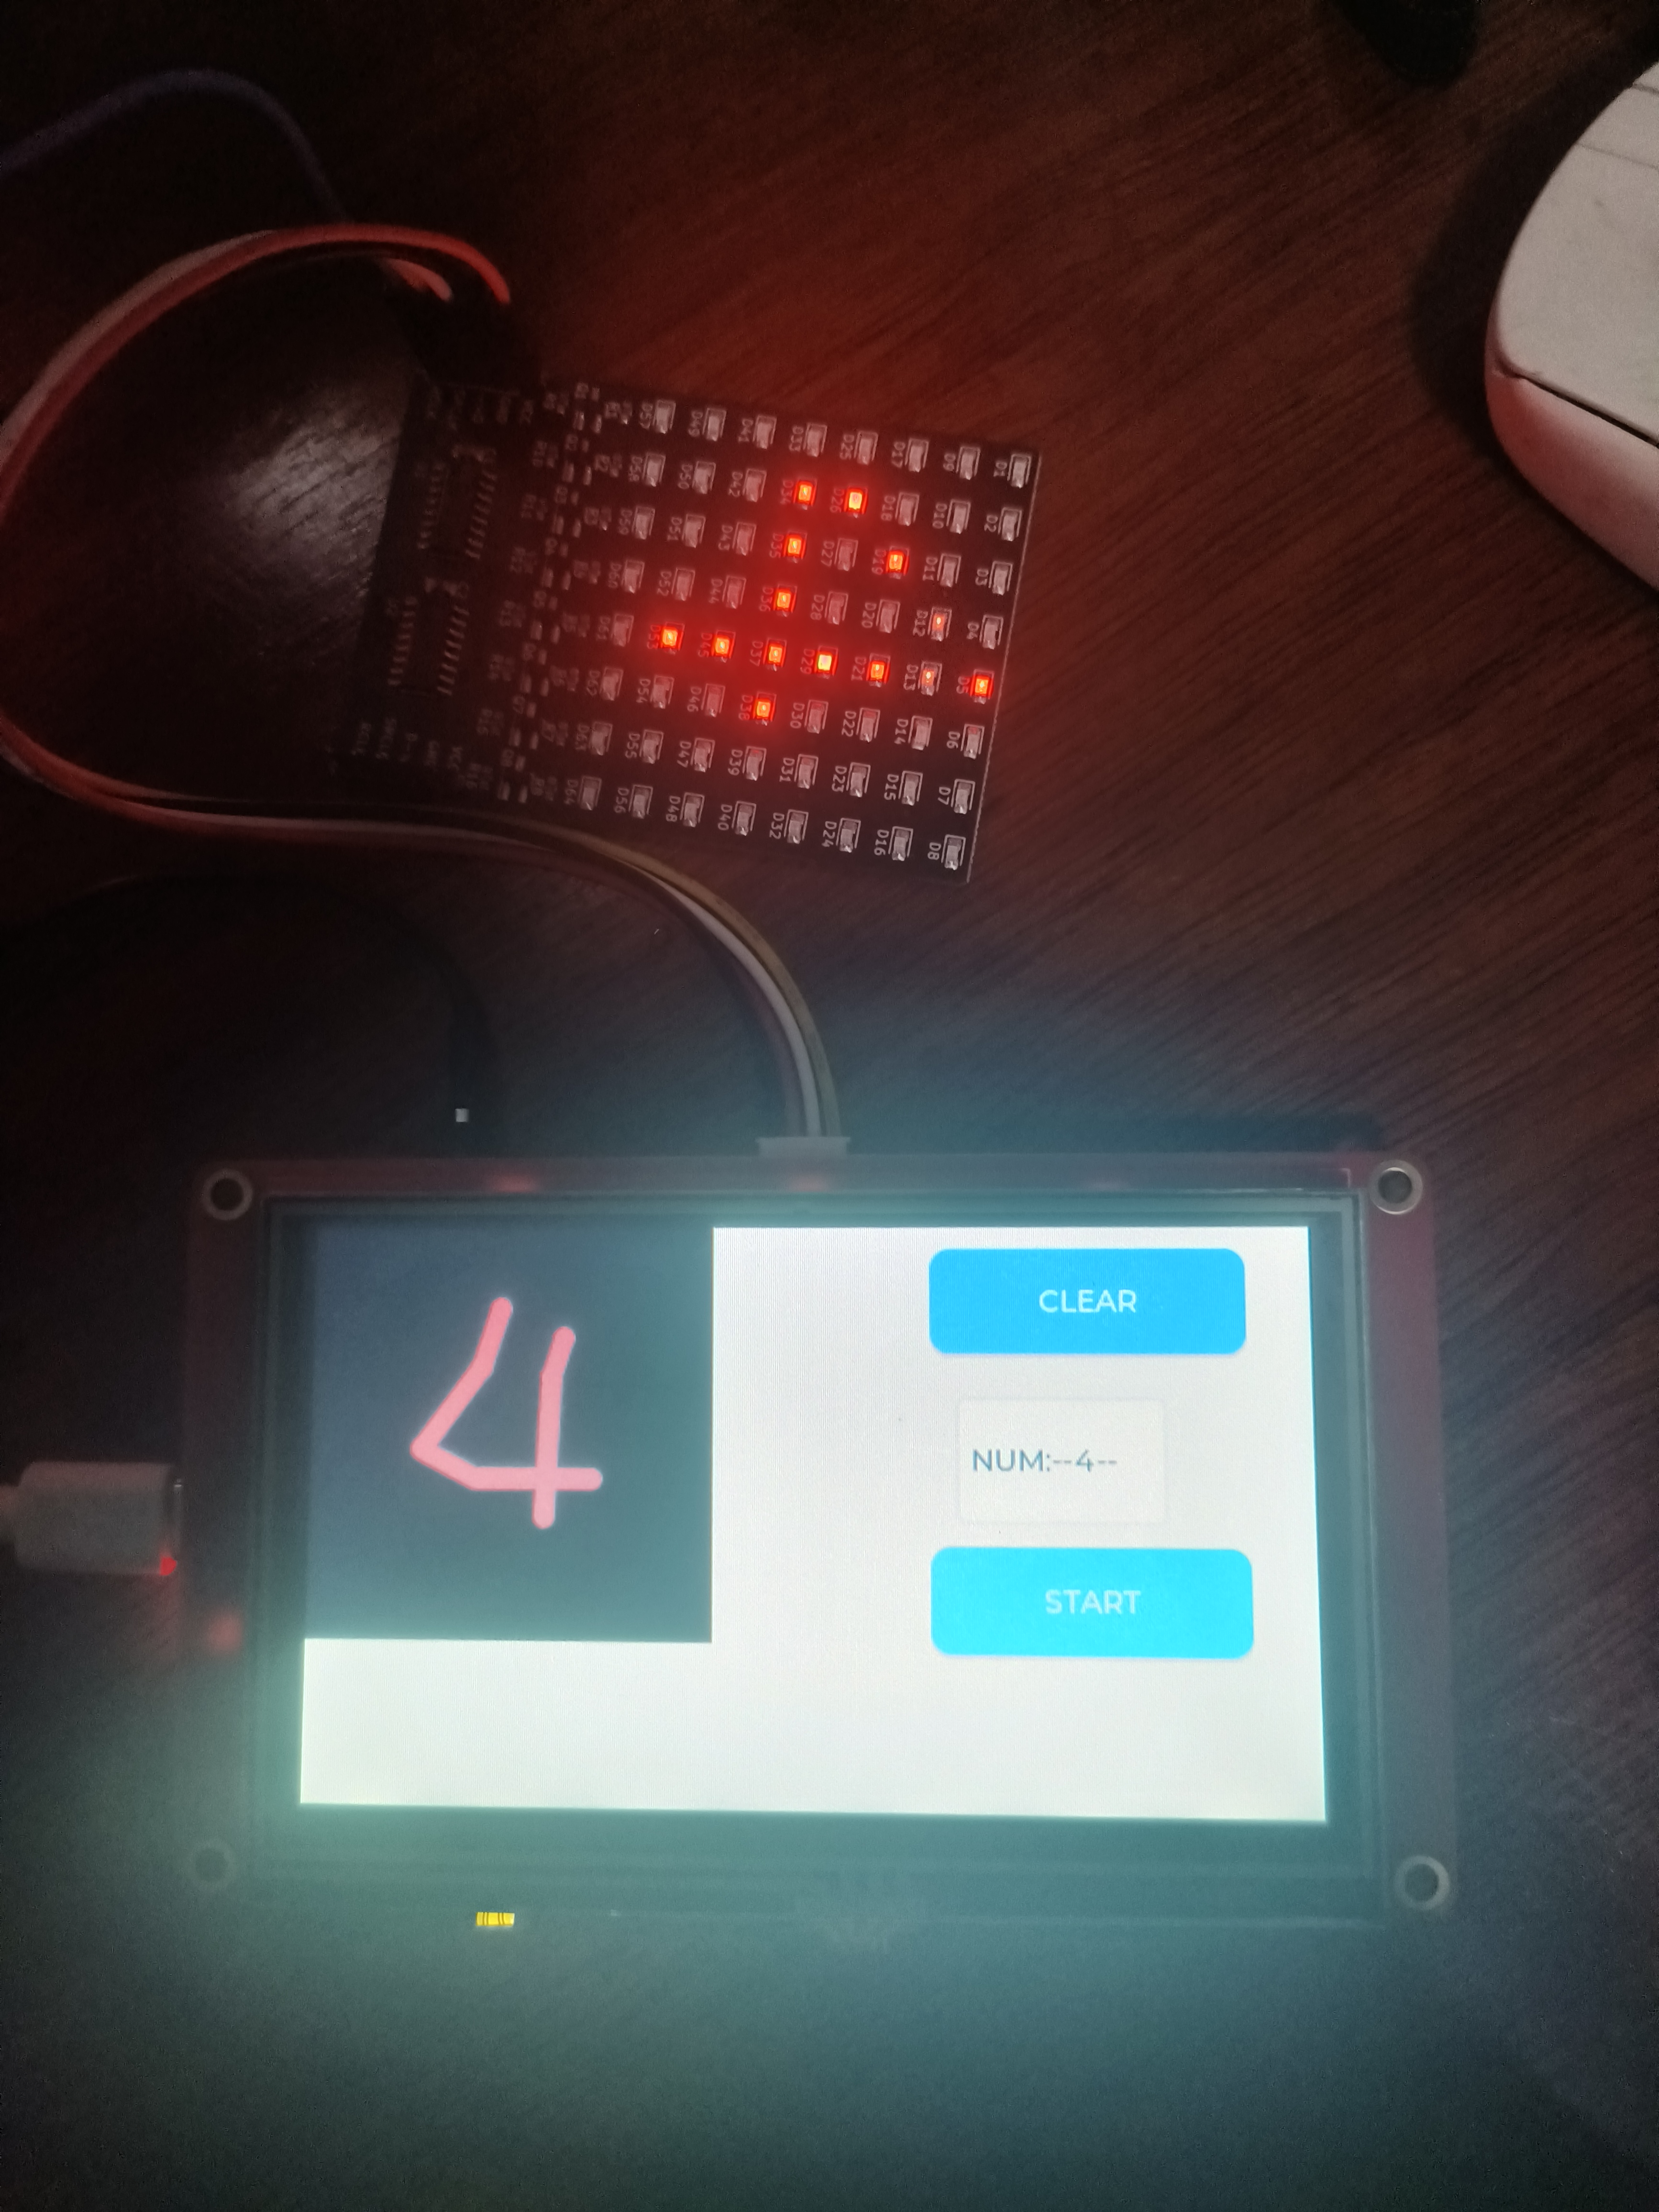 D57 D49 D41 D33 D25 D17 D9 D1
D58 D50 D42 D34 D26 D18 D10 D2
D59 D51 D43 D35 D27 D19 D11 D3
D60 D52 D44 D36 D28 D20 D12 D4
D61 D53 D45 D37 D29 D21 D13 D5
D62 D54 D46 D38 D30 D22 D14 D6
D63 D55 D47 D39 D31 D23 D15 D7
D64 D56 D48 D40 D32 D24 D16 D8
4
CLEAR
NUM:--4--
START